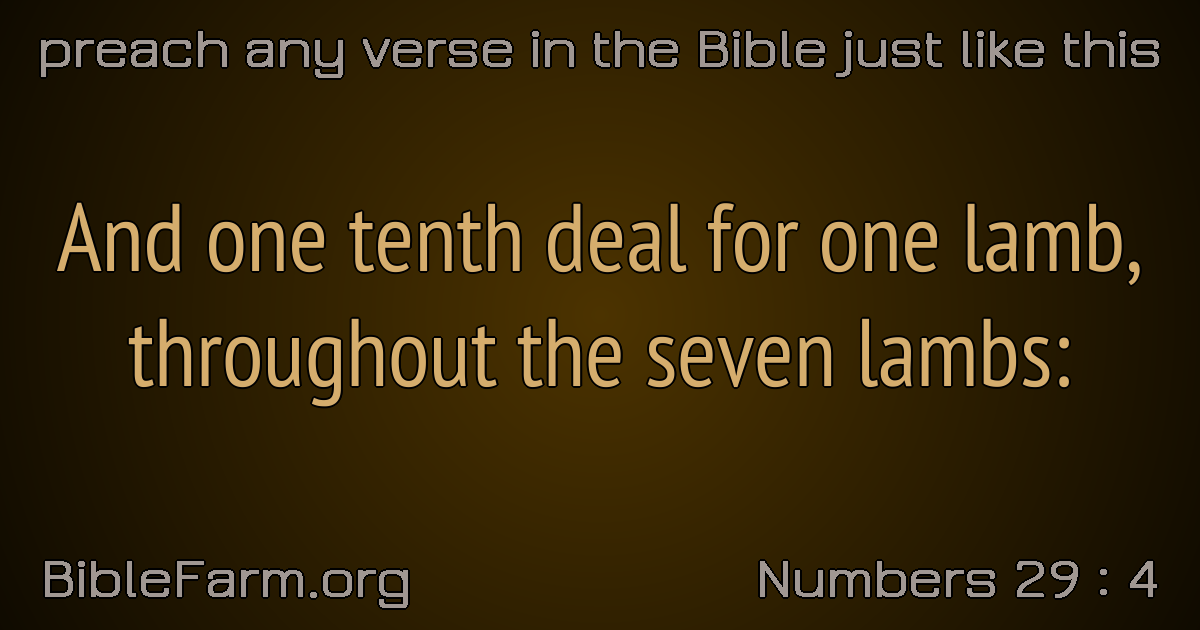 preach any verse in the Bible just like this
And one tenth deal for one lamb,
throughout the seven lambs:
BibleFarm.org
Numbers 29 : 4